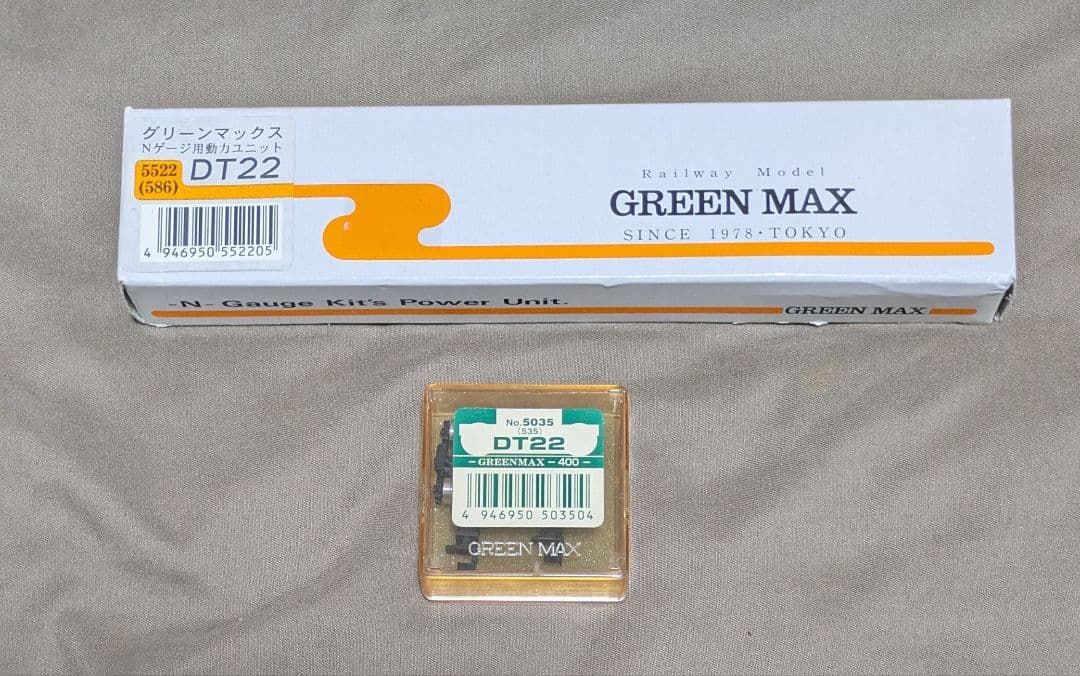 グリーンマックス
Nゲージ用動力ユニット
5522
(586)
DT22
4 946950 552205
Railway Model
GREEN MAX
SINCE 1978・TOKYO
-N- Gauge Kit's Power Unit.
GREEN MAX
No.5035
(535)
DT22
- GREENMAX - 400 -
4 946950 503504
GREEN MAX